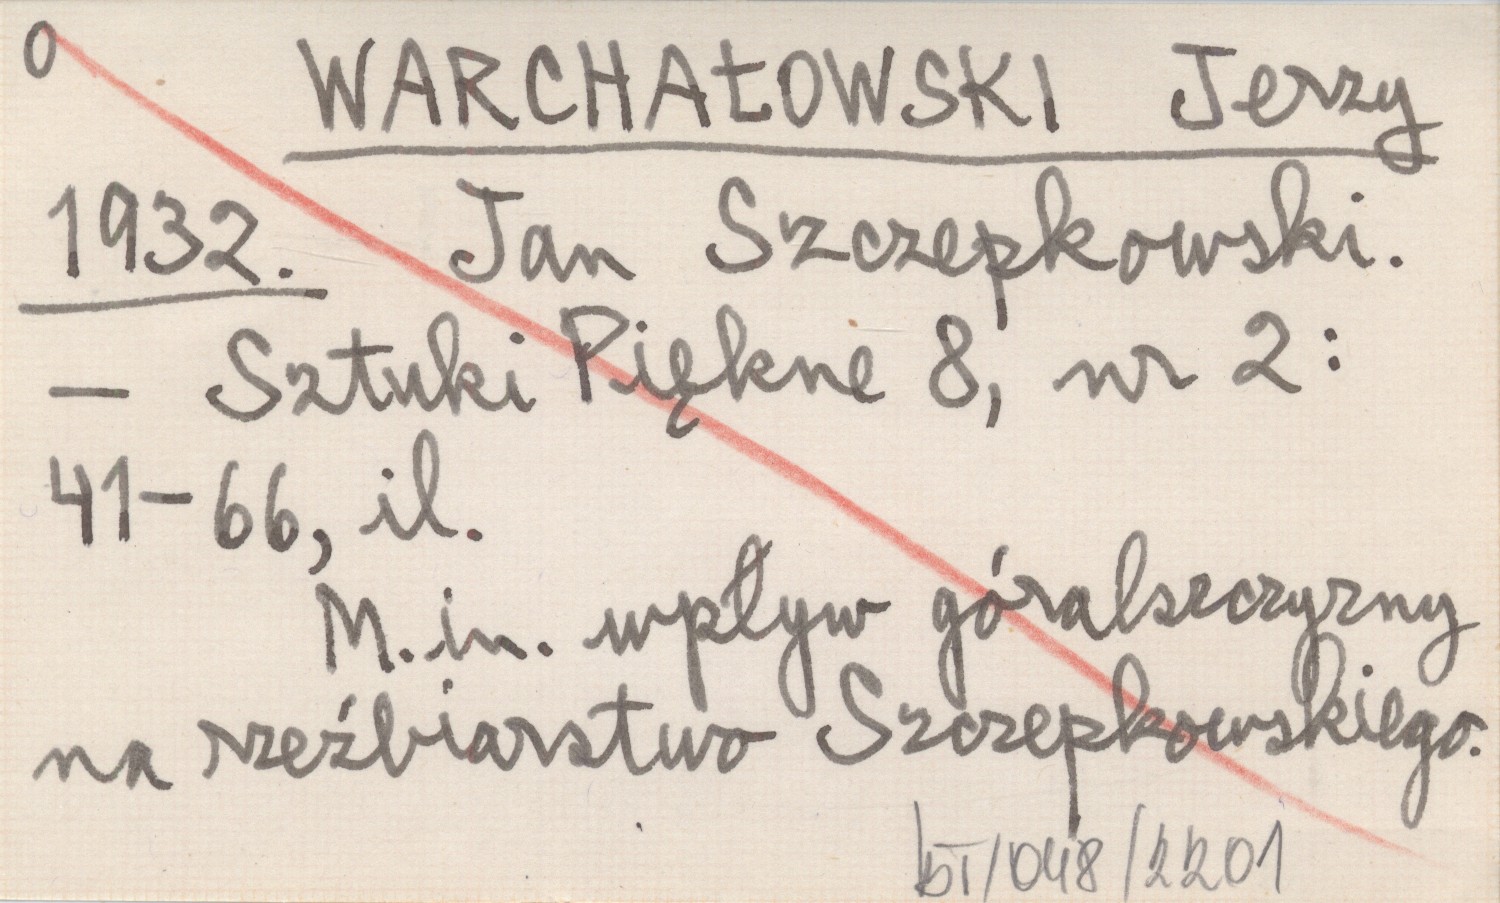 0 WARCHAŁOWSKI Jerzy
1932. Jan Szczepkowski.
— Sztuki Piękne 8, nr 2:
41-66, il.
M.in. wpływ góralszczyzny
na rzeźbiarstwo Szczepkowskiego.
bT/048/2201